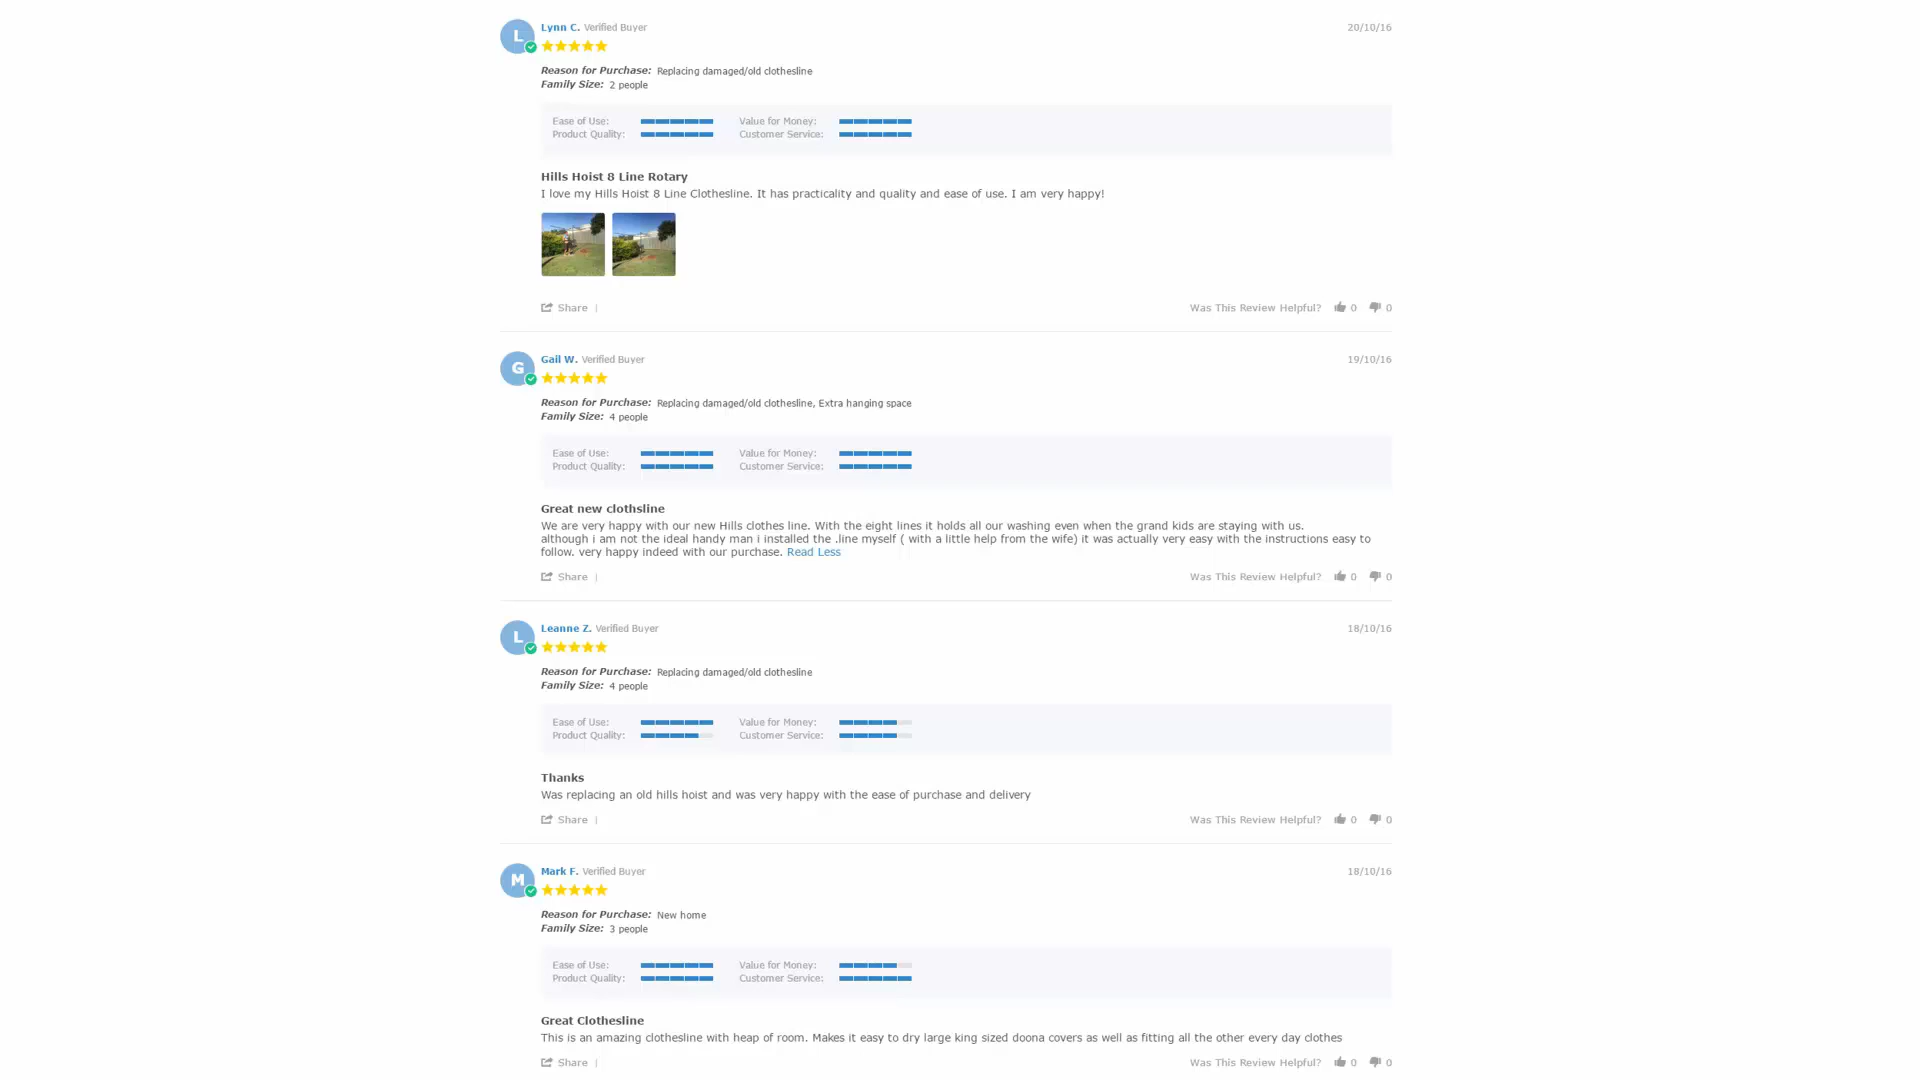 L
Lynn C. Verified Buyer
20/10/16
Reason for Purchase: Replacing damaged/old clothesline
Family Size: 2 people
Ease of Use: Value for Money:
Product Quality: Customer Service:
Hills Hoist 8 Line Rotary
I love my Hills Hoist 8 Line Clothesline. It has practicality and quality and ease of use. I am very happy!
Share | Was This Review Helpful? 0 0
G
Gail W. Verified Buyer
19/10/16
Reason for Purchase: Replacing damaged/old clothesline, Extra hanging space
Family Size: 4 people
Ease of Use: Value for Money:
Product Quality: Customer Service:
Great new clothsline
We are very happy with our new Hills clothes line. With the eight lines it holds all our washing even when the grand kids are staying with us.
although i am not the ideal handy man i installed the .line myself ( with a little help from the wife) it was actually very easy with the instructions easy to
follow. very happy indeed with our purchase. Read Less
Share | Was This Review Helpful? 0 0
L
Leanne Z. Verified Buyer
18/10/16
Reason for Purchase: Replacing damaged/old clothesline
Family Size: 4 people
Ease of Use: Value for Money:
Product Quality: Customer Service:
Thanks
Was replacing an old hills hoist and was very happy with the ease of purchase and delivery
Share | Was This Review Helpful? 0 0
M
Mark F. Verified Buyer
18/10/16
Reason for Purchase: New home
Family Size: 3 people
Ease of Use: Value for Money:
Product Quality: Customer Service:
Great Clothesline
This is an amazing clothesline with heap of room. Makes it easy to dry large king sized doona covers as well as fitting all the other every day clothes
Share | Was This Review Helpful? 0 0